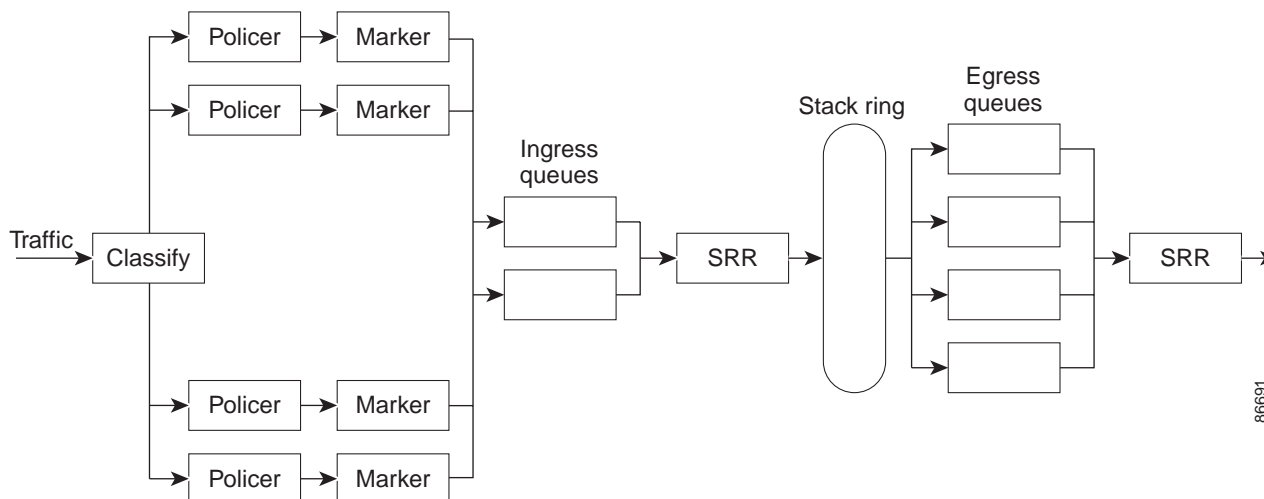 Policer
Marker
Policer
Marker
Ingress
queues
Stack ring
Egress
queues
Traffic
Classify
SRR
SRR
Policer
Marker
Policer
Marker
86691